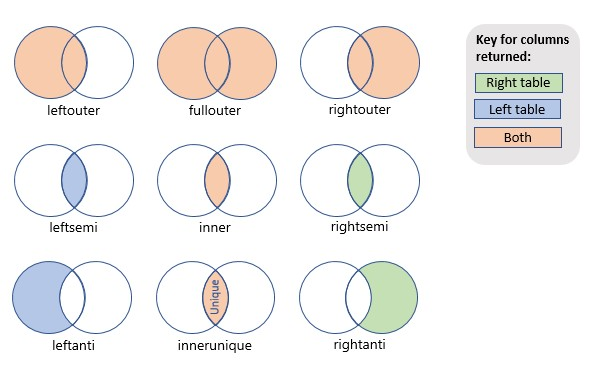 Key for columns
returned:
Right table
Left table
Both
leftouter
fullouter
rightouter
leftsemi
inner
rightsemi
Unique
leftanti
innerunique
rightanti